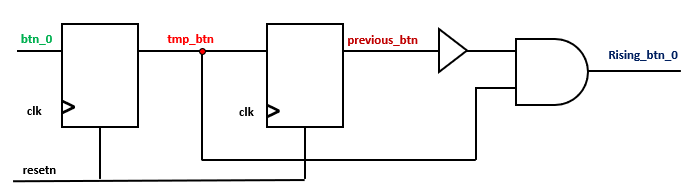 btn_0
tmp_btn
previous_btn
Rising_btn_0
clk
clk
resetn